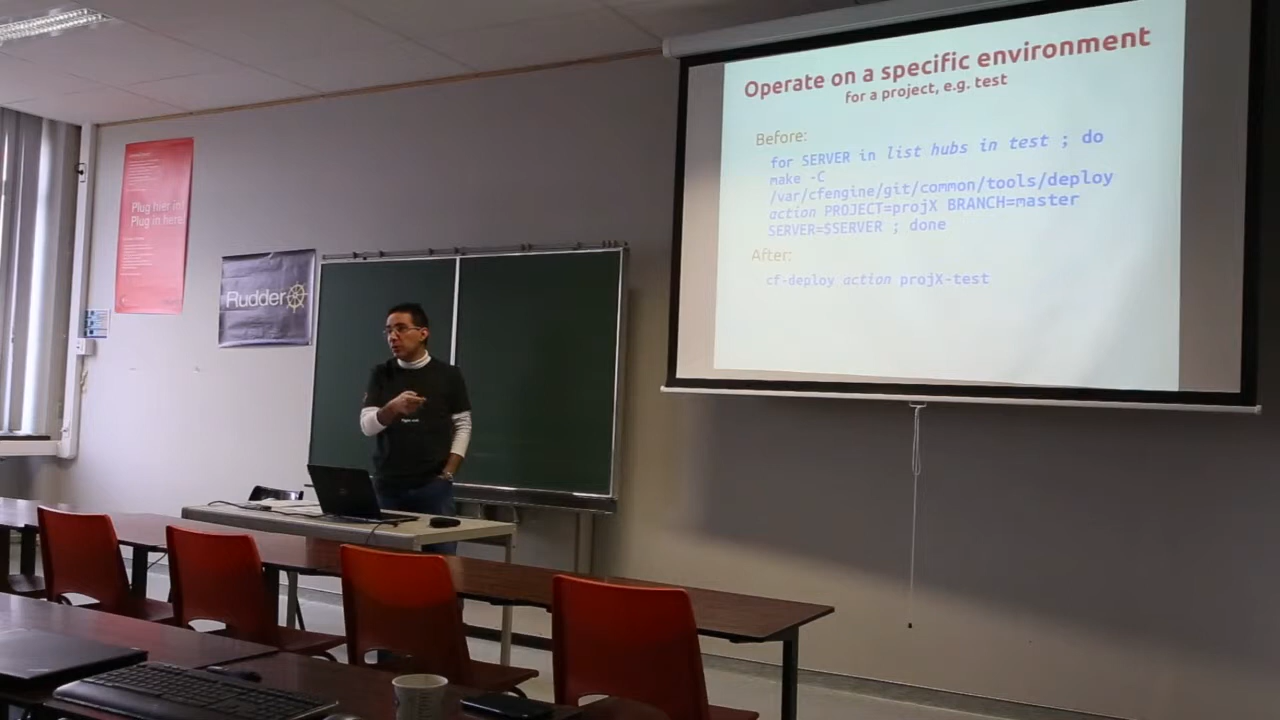 Operate on a specific environment
for a project, e.g. test
Before:
for SERVER in list hubs in test ; do
make -C
/var/cfengine/git/common/tools/deploy
action PROJECT=projX BRANCH=master
SERVER=$SERVER ; done
After:
cf-deploy action projX-test
Plug hier in!
Plug in here!
Rudder